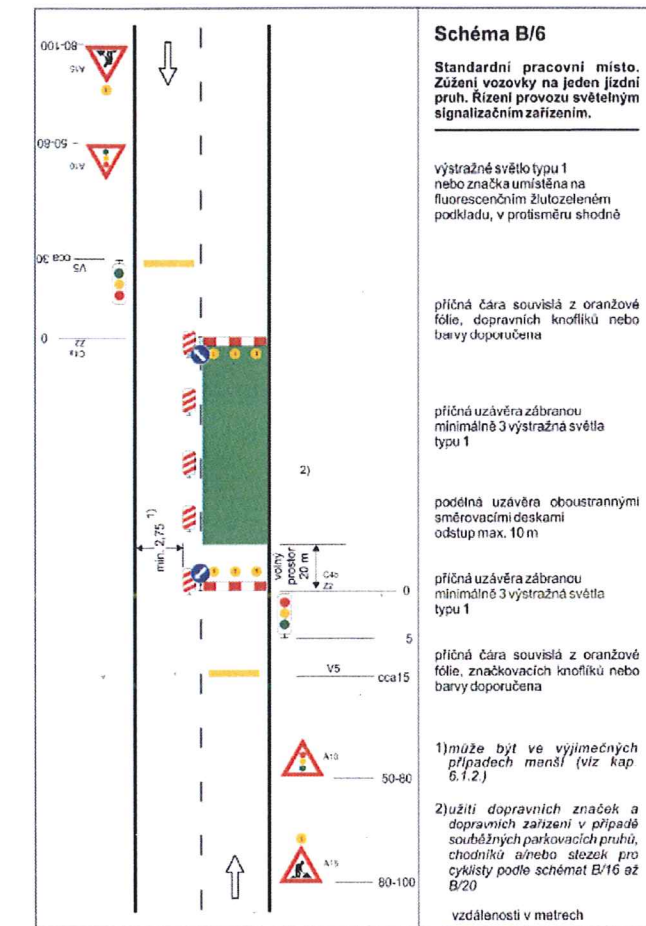 Schéma B/6
Standardní pracovní místo.
Zúžení vozovky na jeden jízdní
pruh. Řízení provozu světelným
signalizačním zařízením.
výstražné světlo typu 1
nebo značka umístěna na
fluorescenčním žlutozeleném
podkladu, v protisměru shodně
příčná čára souvislá z oranžové
fólie, dopravních knoflíků nebo
barvy doporučena
příčná uzávěra zábranou
minimálně 3 výstražná světla
typu 1
podélná uzávěra oboustrannými
směrovacími deskami
odstup max. 10 m
příčná uzávěra zábranou
minimálně 3 výstražná světla
typu 1
příčná čára souvislá z oranžové
fólie, značkovacích knoflíků nebo
barvy doporučena
1) může být ve výjimečných
případech menší (viz kap.
6.1.2.)
2) užití dopravních značek a
dopravních zařízení v případě
souběžných parkovacích pruhů,
chodníků a/nebo stezek pro
cyklisty podle schémat B/16 až
B/20
vzdálenosti v metrech
80-100
A15
50-80
A10
cca 30
V5
0
Z2
C1a
2)
min. 2,75 1)
volný
prostor
20 m
C4b
Z2
0
5
V5
cca15
A10
50-80
A15
80-100